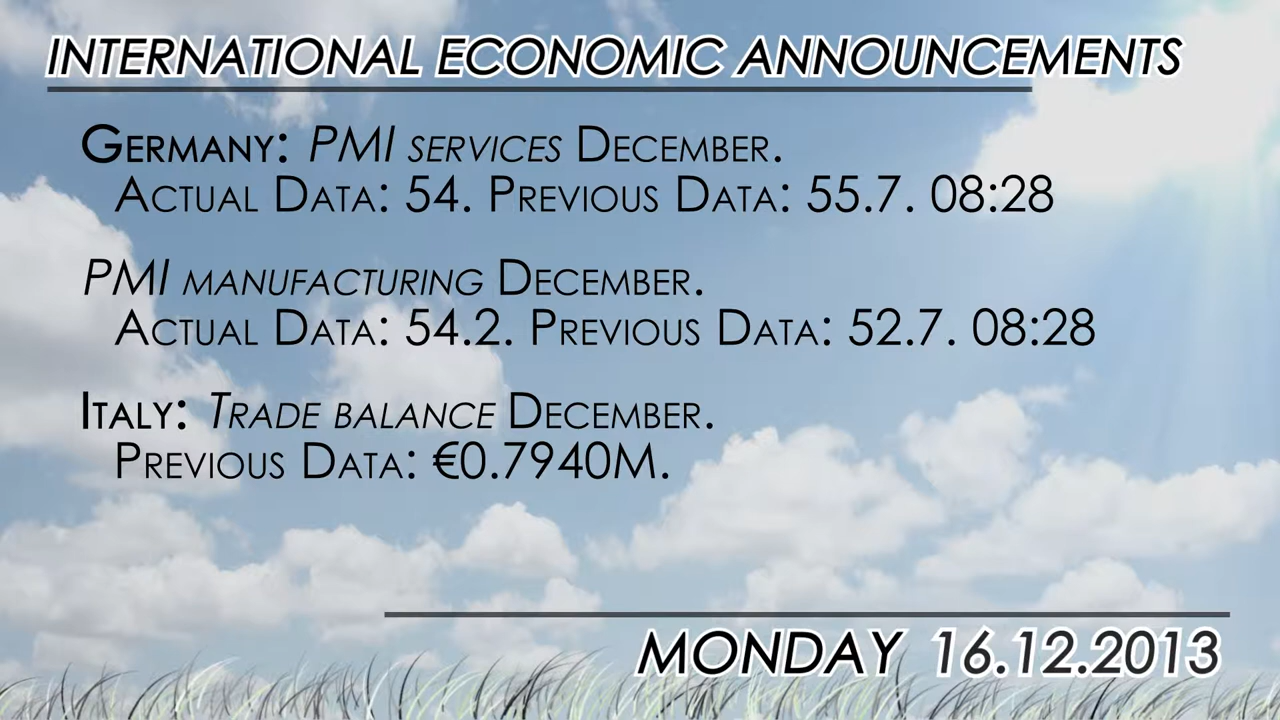 INTERNATIONAL ECONOMIC ANNOUNCEMENTS
GERMANY: PMI SERVICES DECEMBER.
ACTUAL DATA: 54. PREVIOUS DATA: 55.7. 08:28
PMI MANUFACTURING DECEMBER.
ACTUAL DATA: 54.2. PREVIOUS DATA: 52.7. 08:28
ITALY: TRADE BALANCE DECEMBER.
PREVIOUS DATA: €0.7940M.
MONDAY 16.12.2013